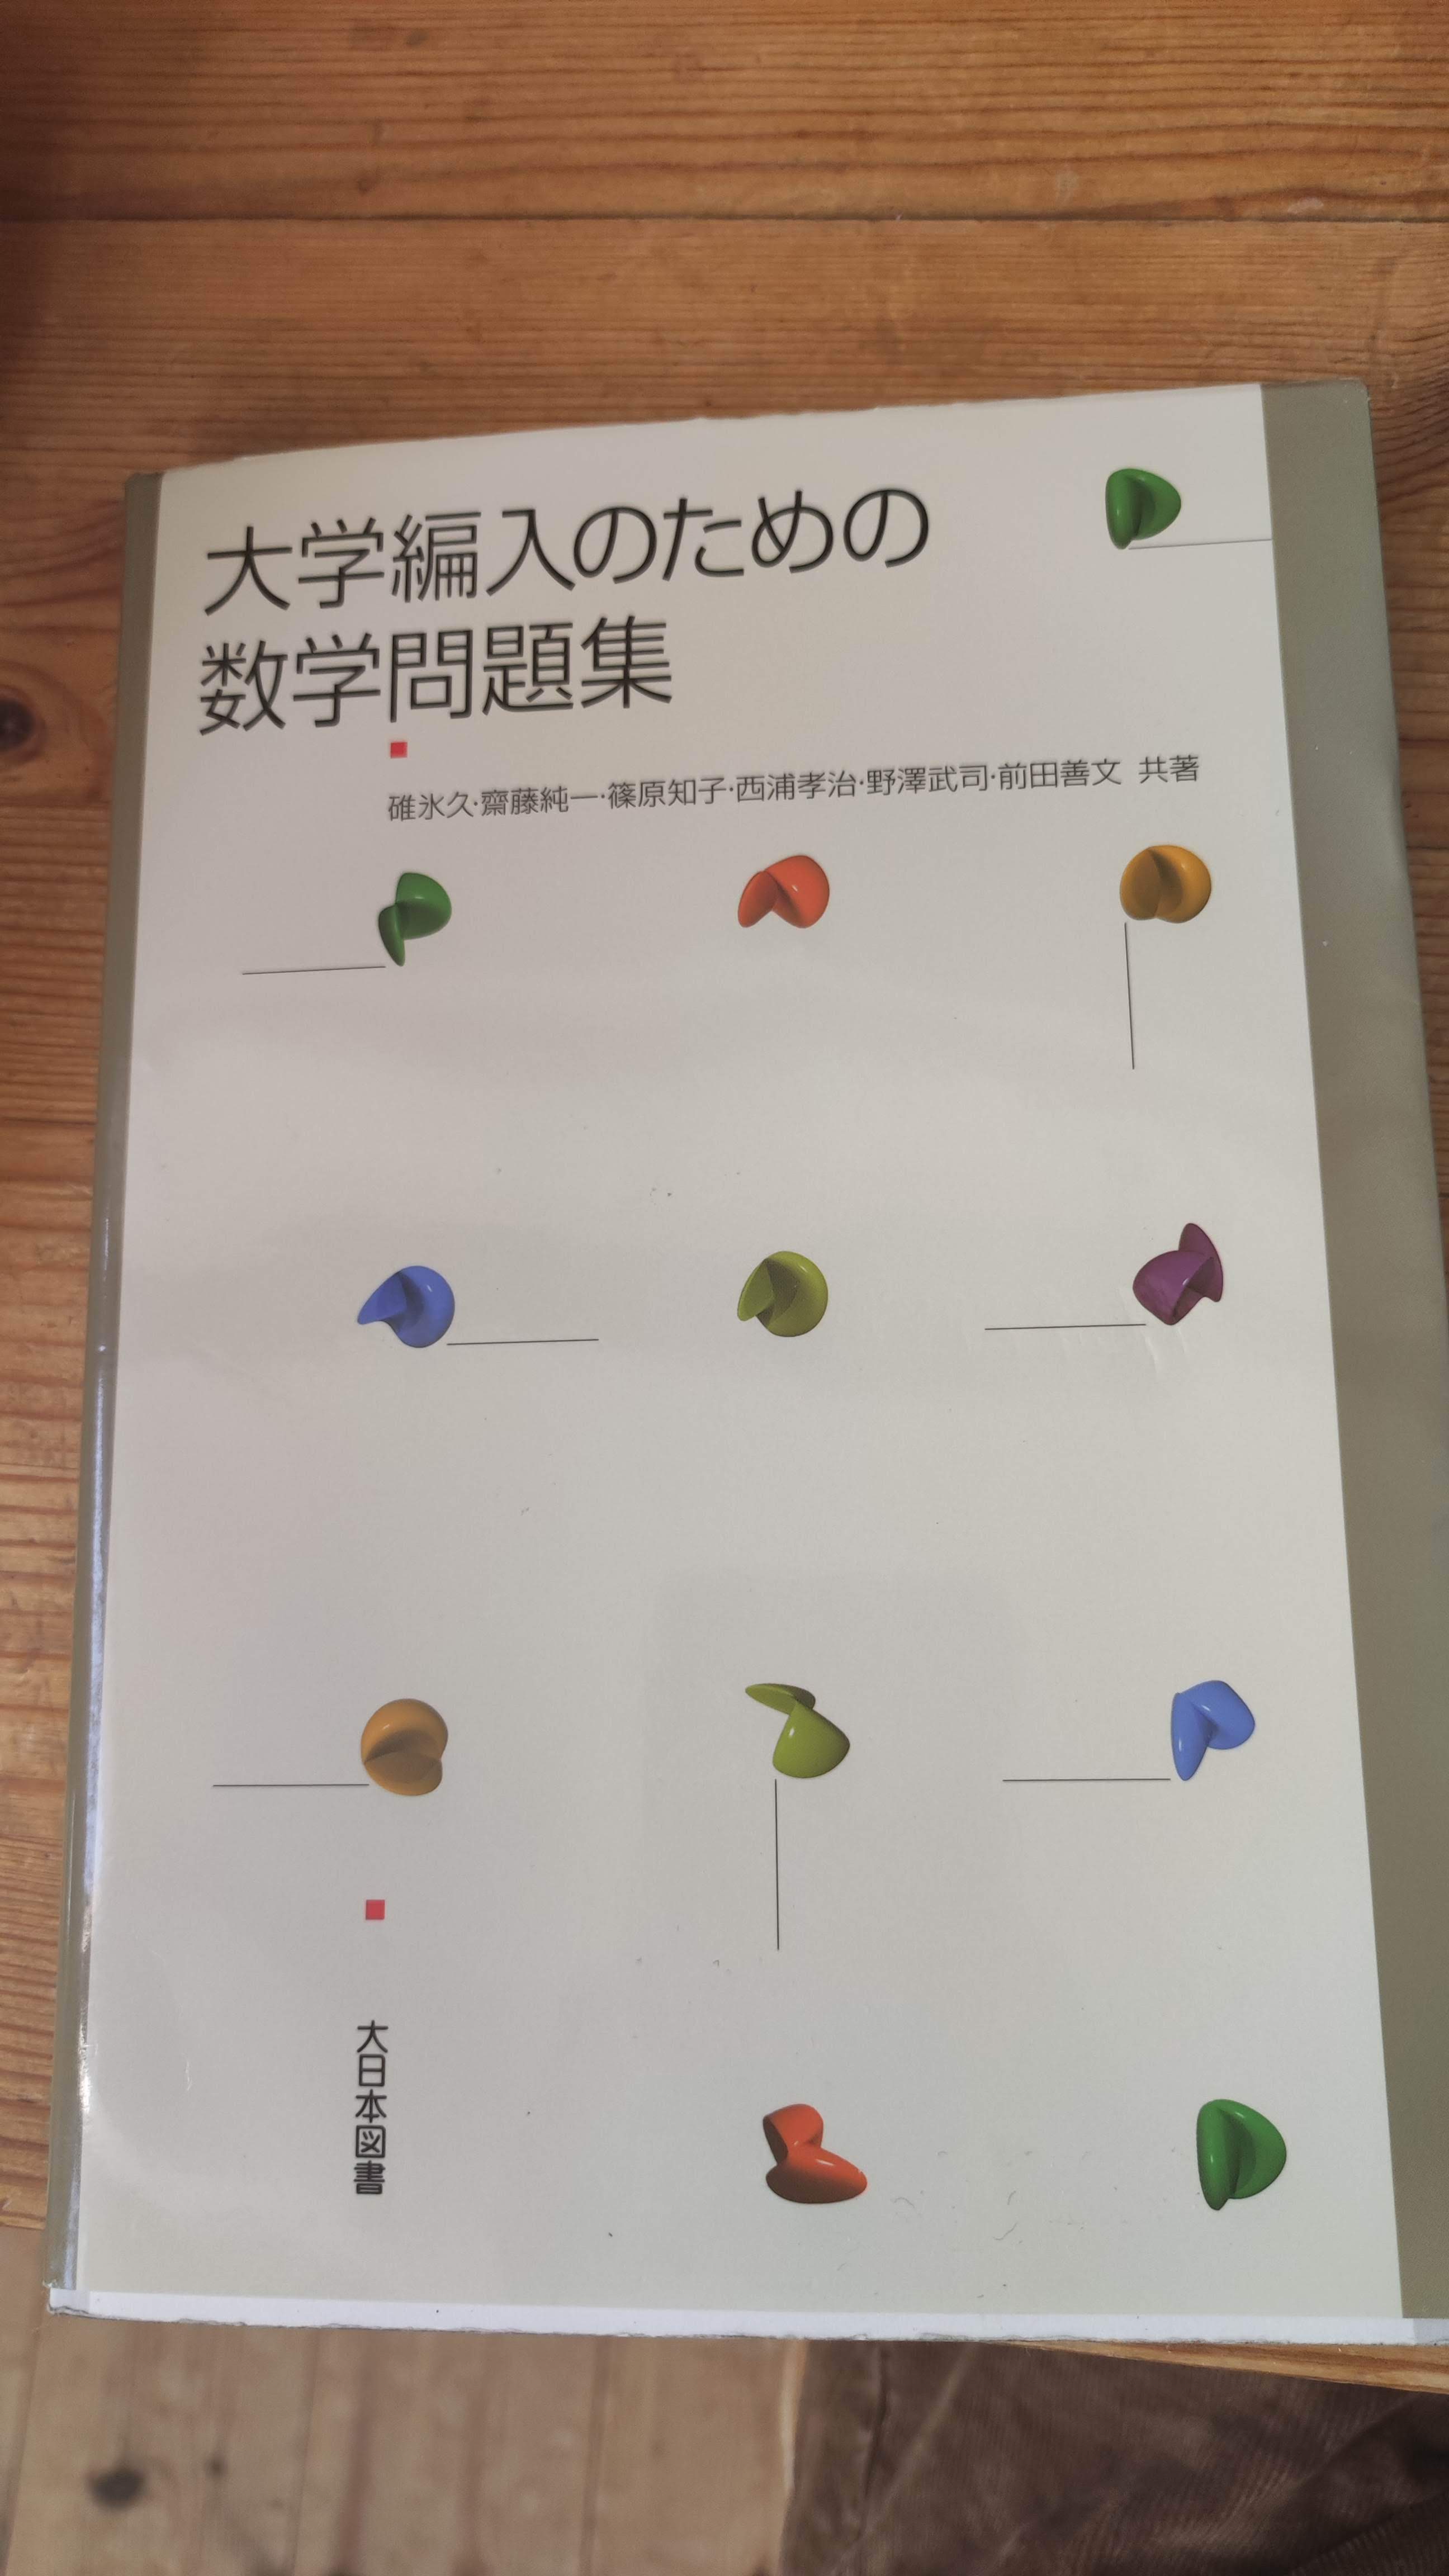 大学編入のための
数学問題集
碓氷久・齋藤純一・篠原知子・西浦孝治・野澤武司・前田善文 共著
大日本図書